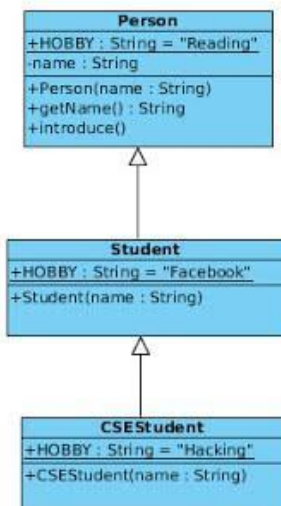 Person
+HOBBY : String = "Reading"
-name : String
+Person(name : String)
+getName() : String
+introduce()
Student
+HOBBY : String = "Facebook"
+Student(name : String)
CSEStudent
+HOBBY : String = "Hacking"
+CSEStudent(name : String)